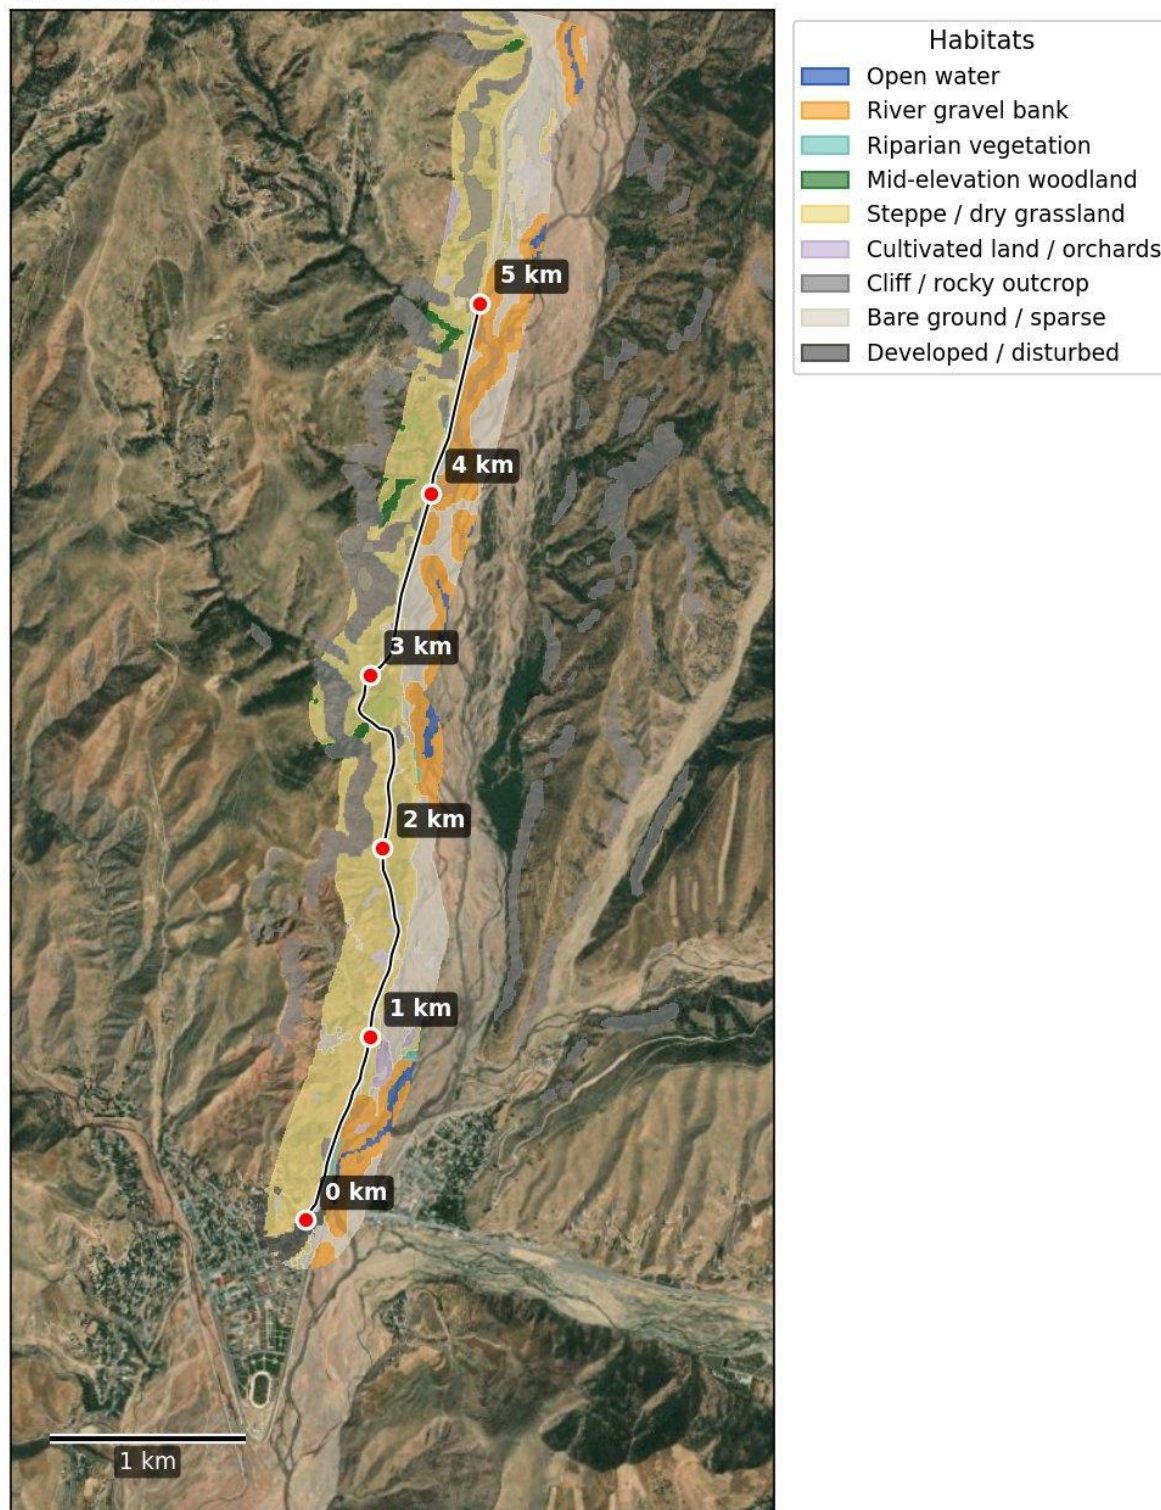 Habitats
Open water
River gravel bank
Riparian vegetation
Mid-elevation woodland
Steppe / dry grassland
Cultivated land / orchards
Cliff / rocky outcrop
Bare ground / sparse
Developed / disturbed
5 km
4 km
3 km
2 km
1 km
0 km
1 km